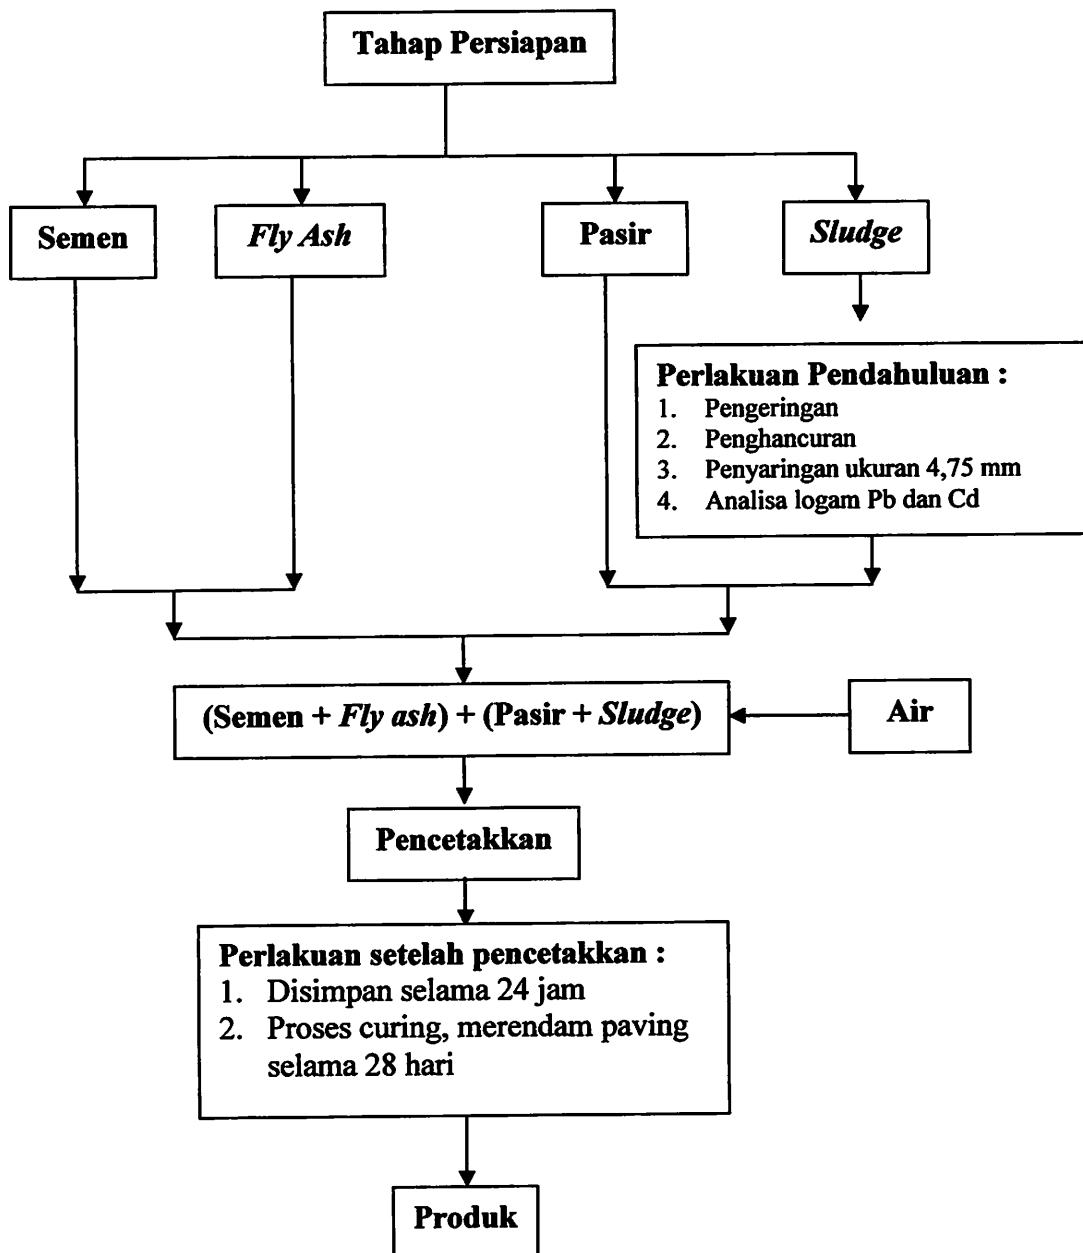 Tahap Persiapan
Semen
Fly Ash
Pasir
Sludge
Perlakuan Pendahuluan :
1. Pengeringan
2. Penghancuran
3. Penyaringan ukuran 4,75 mm
4. Analisa logam Pb dan Cd
(Semen + Fly ash) + (Pasir + Sludge)
Air
Pencetakkan
Perlakuan setelah pencetakkan :
1. Disimpan selama 24 jam
2. Proses curing, merendam paving
selama 28 hari
Produk